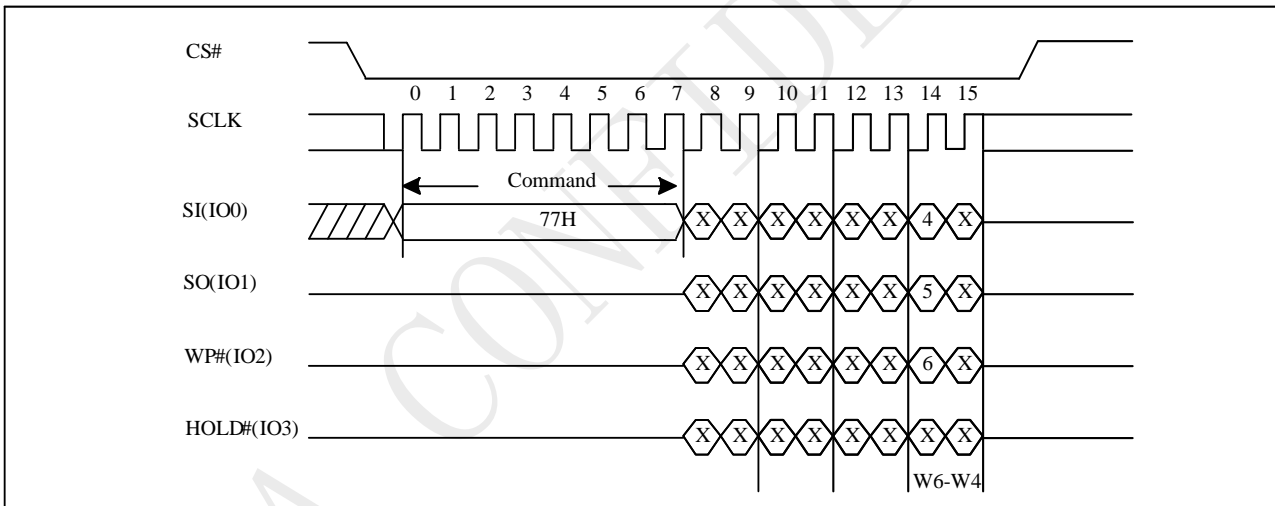 CS#
0 1 2 3 4 5 6 7 8 9 10 11 12 13 14 15
SCLK
Command
SI(IO0) 77H X X X X X X 4 X
SO(IO1) X X X X X X 5 X
WP#(IO2) X X X X X X 6 X
HOLD#(IO3) X X X X X X X X
W6-W4
A CONFIDE